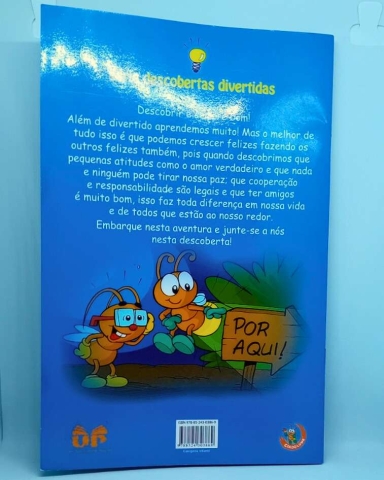 descobertas divertidas
Descobrir
bom!
Além de divertido aprendemos muito! Mas o melhor de
tudo isso é que podemos crescer felizes fazendo os
outros felizes também, pois quando descobrimos que
pequenas atitudes como o amor verdadeiro e que nada
e ninguém pode tirar nossa paz; que cooperação
e responsabilidade são legais e que ter amigos
é muito bom, isso faz toda diferença em nossa vida
e de todos que estão ao nosso redor.
Embarque nesta aventura e junte-se a nós
nesta descoberta!
POR
AQUI!